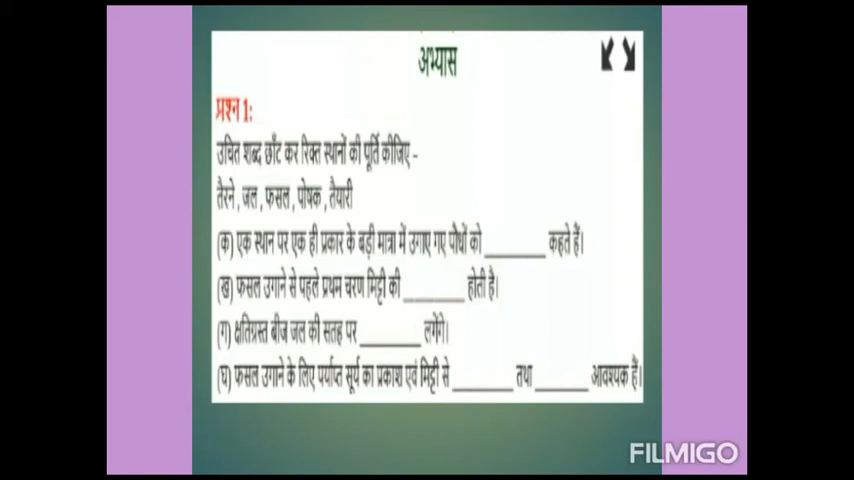 अभ्यास
प्रश्न 1:
उचित शब्द छाँट कर रिक्त स्थानों की पूर्ति कीजिए -
तैरने , जल , फसल , पोषक , तैयारी
(क) एक स्थान पर एक ही प्रकार के बड़ी मात्रा में उगाए गए पौधों को ________ कहते हैं।
(ख) फसल उगाने से पहले प्रथम चरण मिट्टी की ________ होती है।
(ग) क्षतिग्रस्त बीज जल की सतह पर ________ लगेंगे।
(घ) फसल उगाने के लिए पर्याप्त सूर्य का प्रकाश एवं मिट्टी से ________ तथा _______ आवश्यक हैं।
FILMIGO